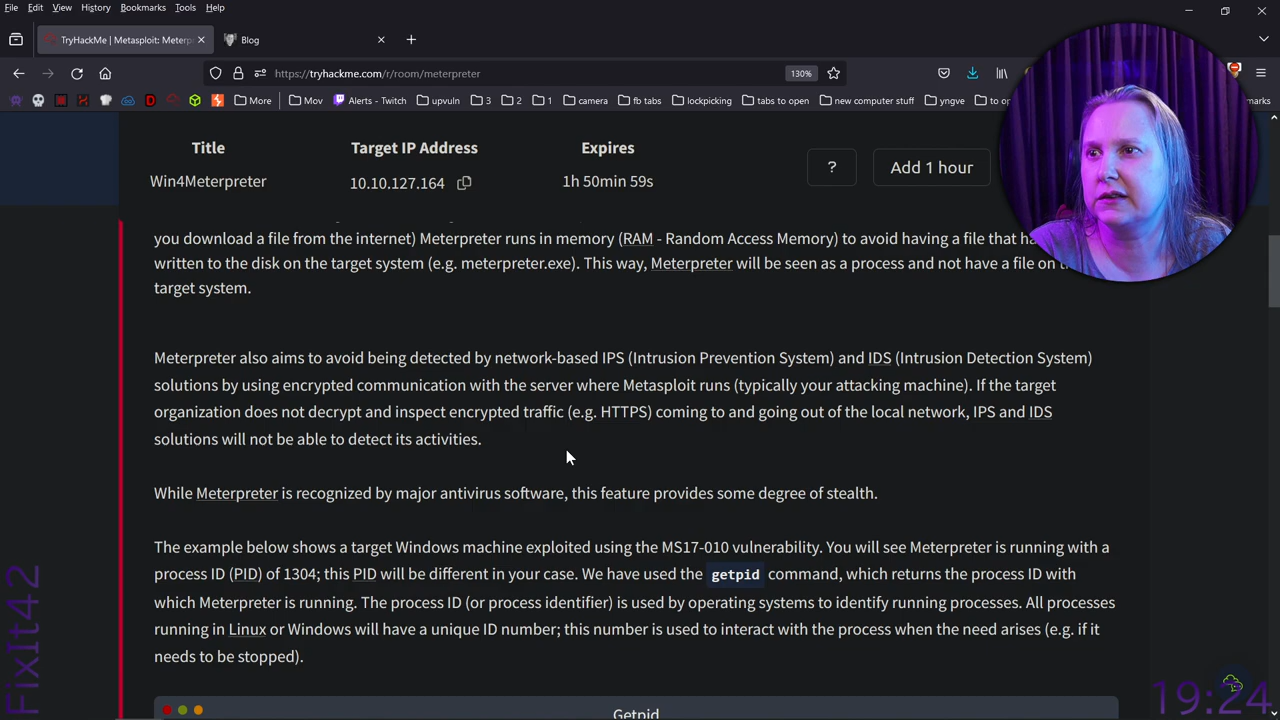 File Edit View History Bookmarks Tools Help
TryHackMe | Metasploit: Meterp
Blog
https://tryhackme.com/r/room/meterpreter
130%
More Mov Alerts - Twitch upvuln 3 2 1 camera fb tabs lockpicking tabs to open new computer stuff yngve to
Title Target IP Address Expires
Win4Meterpreter 10.10.127.164 1h 50min 59s
? Add 1 hour
you download a file from the internet) Meterpreter runs in memory (RAM - Random Access Memory) to avoid having a file that
written to the disk on the target system (e.g. meterpreter.exe). This way, Meterpreter will be seen as a process and not have a file on
target system.
Meterpreter also aims to avoid being detected by network-based IPS (Intrusion Prevention System) and IDS (Intrusion Detection System)
solutions by using encrypted communication with the server where Metasploit runs (typically your attacking machine). If the target
organization does not decrypt and inspect encrypted traffic (e.g. HTTPS) coming to and going out of the local network, IPS and IDS
solutions will not be able to detect its activities.
While Meterpreter is recognized by major antivirus software, this feature provides some degree of stealth.
The example below shows a target Windows machine exploited using the MS17-010 vulnerability. You will see Meterpreter is running with a
process ID (PID) of 1304; this PID will be different in your case. We have used the getpid command, which returns the process ID with
which Meterpreter is running. The process ID (or process identifier) is used by operating systems to identify running processes. All processes
running in Linux or Windows will have a unique ID number; this number is used to interact with the process when the need arises (e.g. if it
needs to be stopped).
Getpid
FixIt42
19:24